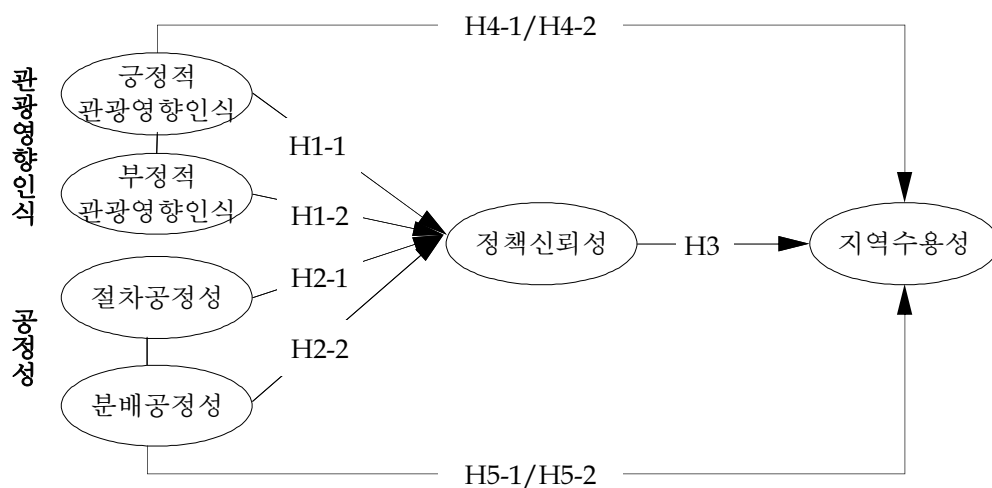 H4-1/H4-2
관광영향인식
긍정적
관광영향인식
H1-1
부정적
관광영향인식
H1-2
정책신뢰성
H3
지역수용성
공정성
절차공정성
H2-1
H2-2
분배공정성
H5-1/H5-2